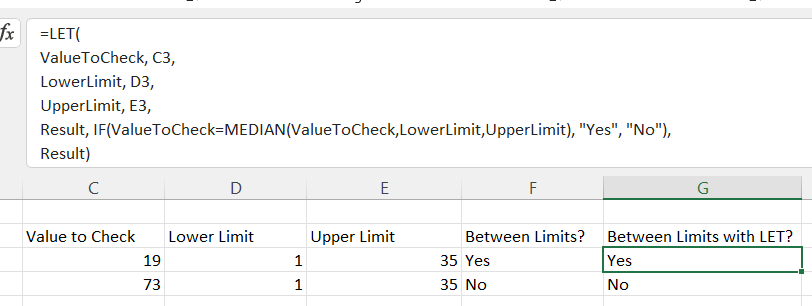 fx
=LET(
ValueToCheck, C3,
LowerLimit, D3,
UpperLimit, E3,
Result, IF(ValueToCheck=MEDIAN(ValueToCheck,LowerLimit,UpperLimit), "Yes", "No"),
Result)
C D E F G
Value to Check Lower Limit Upper Limit Between Limits? Between Limits with LET?
19 1 35 Yes Yes
73 1 35 No No